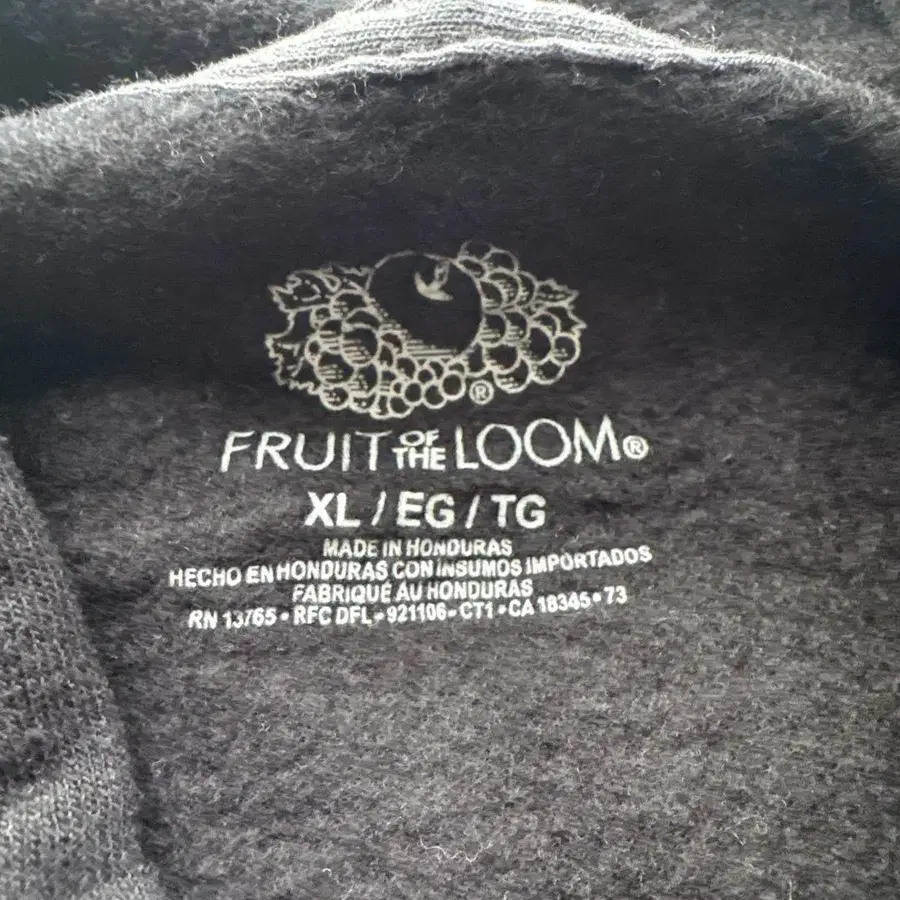 ®
FRUIT OF THE LOOM®
XL / EG / TG
MADE IN HONDURAS
HECHO EN HONDURAS CON INSUMOS IMPORTADOS
FABRIQUÉ AU HONDURAS
RN 13765 • RFC DFL - 921106 - CT1 • CA 18345 • 73